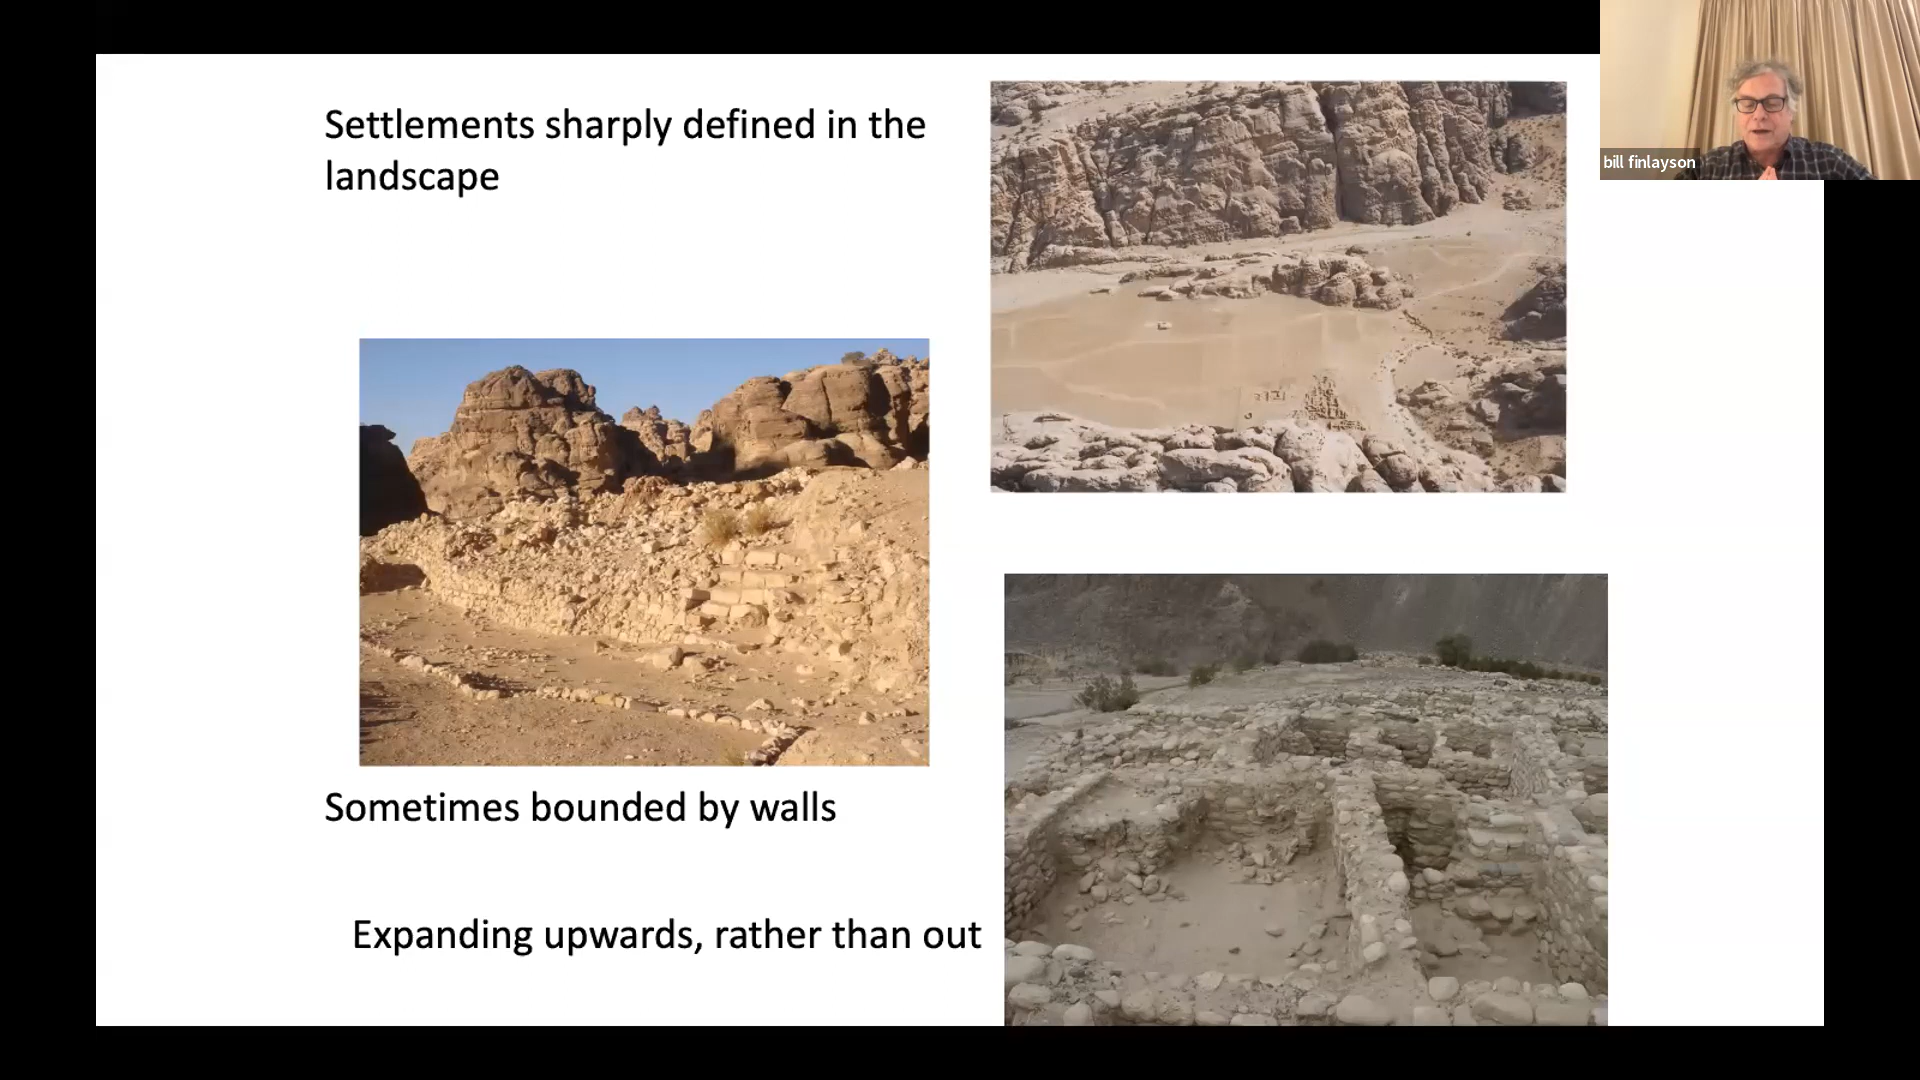 Settlements sharply defined in the
landscape
bill finlayson
Sometimes bounded by walls
Expanding upwards, rather than out